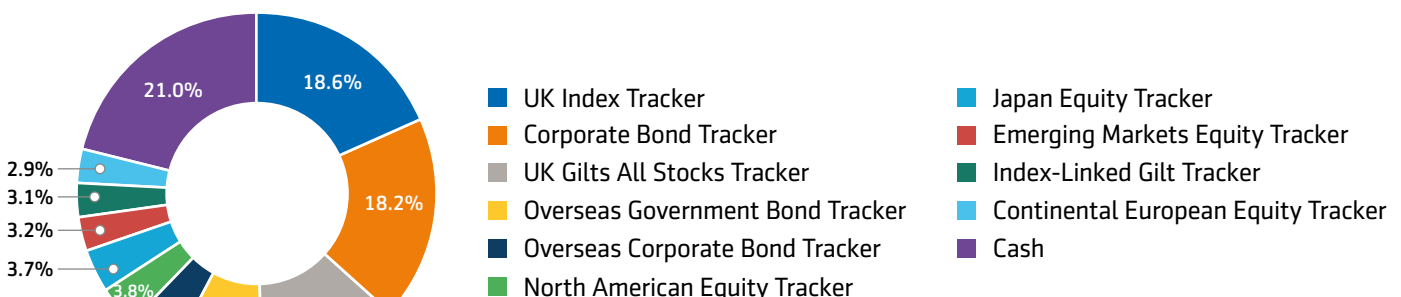 18.6%
21.0%
UK Index Tracker
Japan Equity Tracker
Corporate Bond Tracker
Emerging Markets Equity Tracker
2.9%
UK Gilts All Stocks Tracker
Index-Linked Gilt Tracker
3.1%
18.2%
Overseas Government Bond Tracker
Continental European Equity Tracker
3.2%
Overseas Corporate Bond Tracker
Cash
3.7%
3.8%
North American Equity Tracker